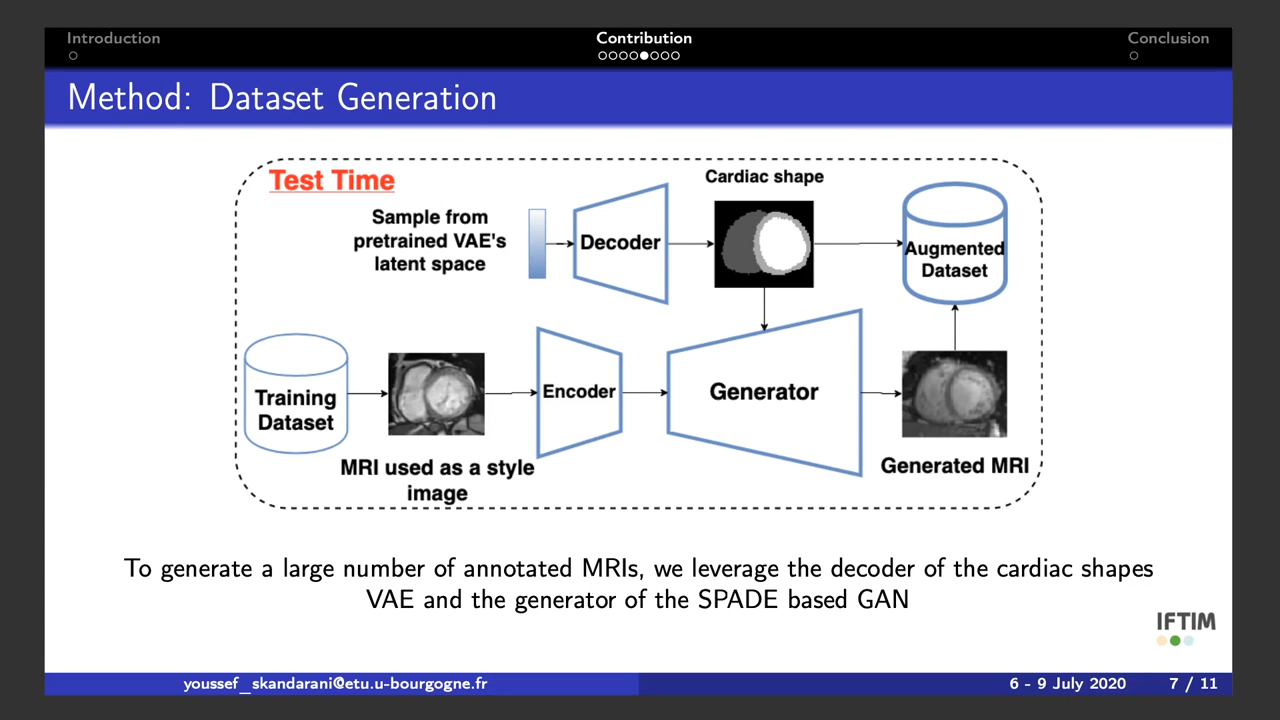 Introduction
Contribution
Conclusion
Method: Dataset Generation
Test Time
Sample from
pretrained VAE's
latent space
Decoder
Cardiac shape
Augmented
Dataset
Training
Dataset
MRI used as a style
image
Encoder
Generator
Generated MRI
To generate a large number of annotated MRIs, we leverage the decoder of the cardiac shapes
VAE and the generator of the SPADE based GAN
IFTIM
youssef_skandarani@etu.u-bourgogne.fr
6 - 9 July 2020
7 / 11